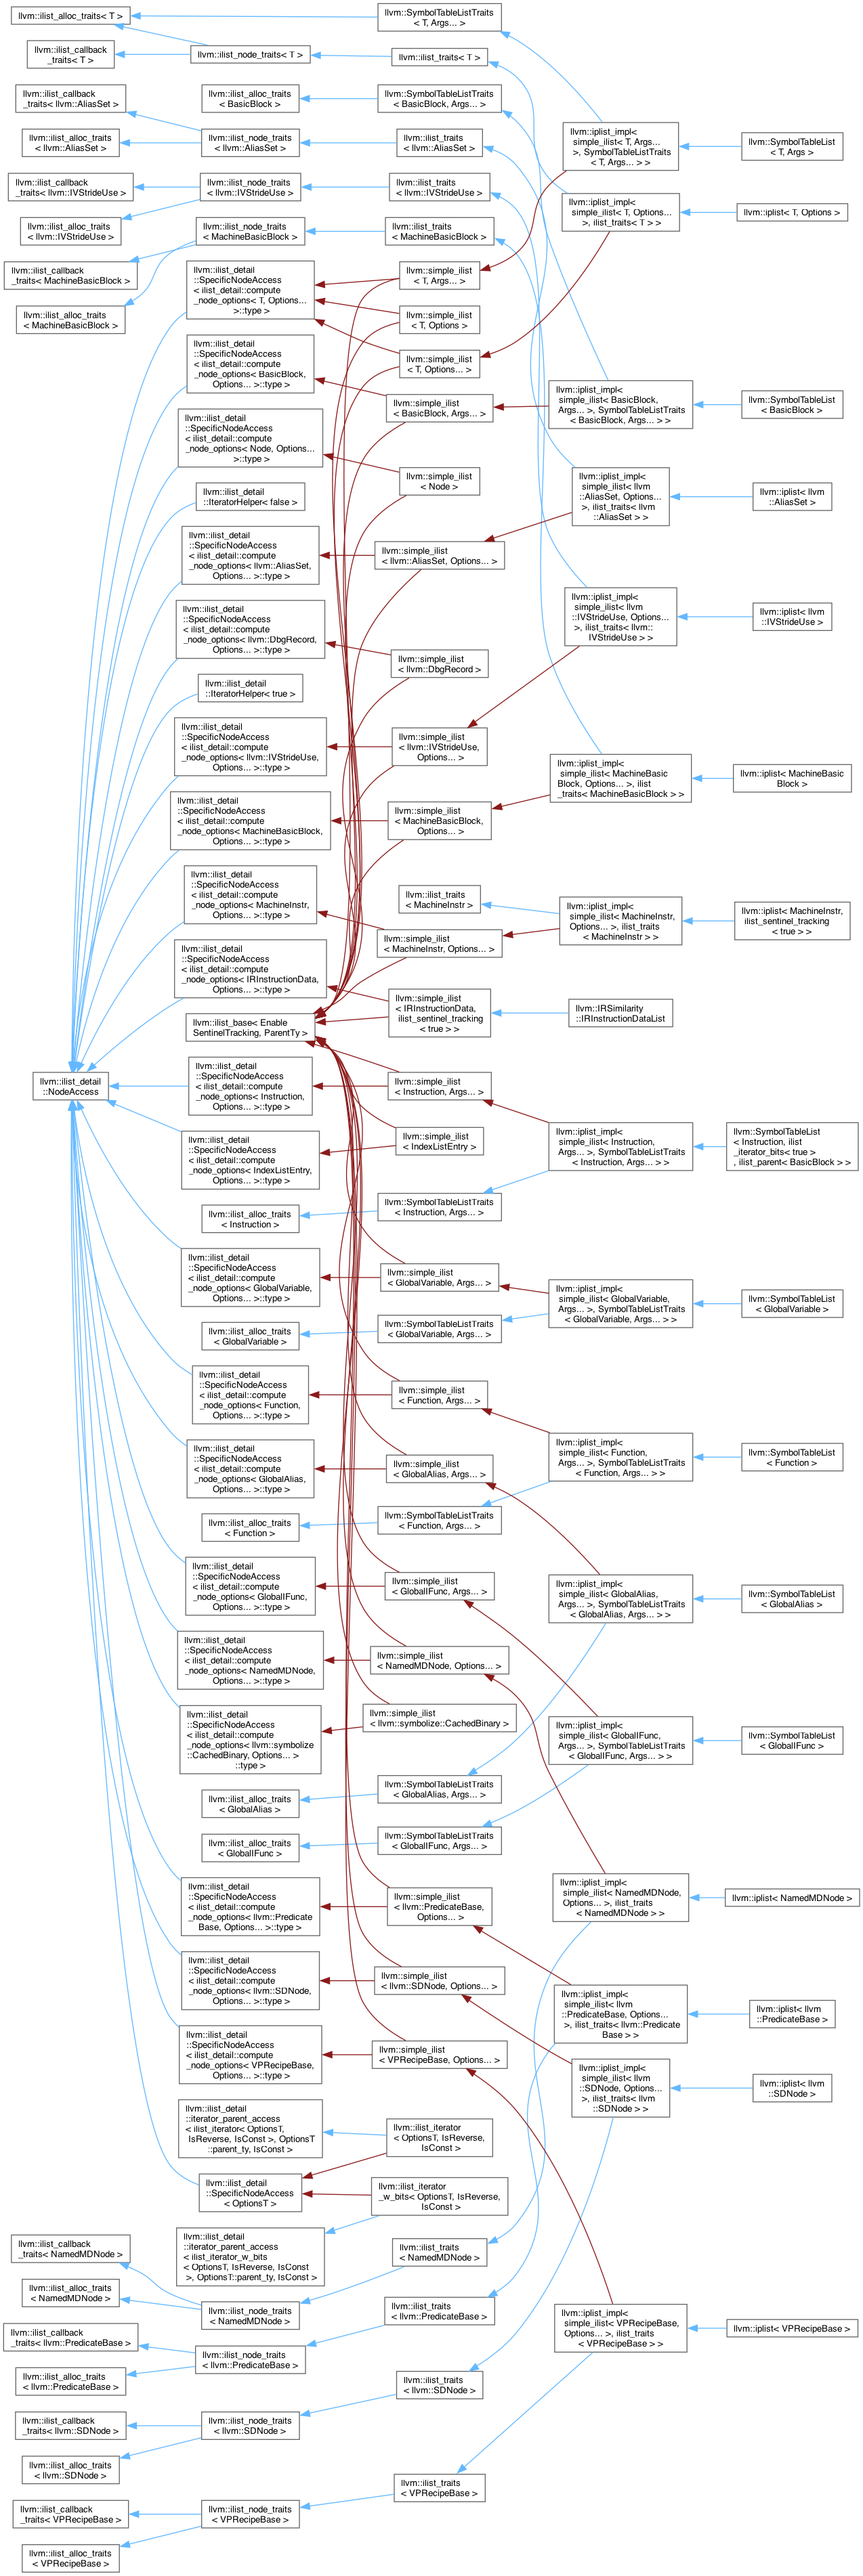 llvm::ilist_alloc_traits< T >
llvm::SymbolTableListTraits
< T, Args... >
llvm::ilist_callback
_traits< T >
llvm::ilist_node_traits< T >
llvm::ilist_traits< T >
llvm::ilist_callback
_traits< llvm::AliasSet >
llvm::ilist_alloc_traits
< BasicBlock >
llvm::SymbolTableListTraits
< BasicBlock, Args... >
llvm::ilist_alloc_traits
< llvm::AliasSet >
llvm::ilist_node_traits
< llvm::AliasSet >
llvm::ilist_traits
< llvm::AliasSet >
llvm::iplist_impl<
simple_ilist< T, Args...
>, SymbolTableListTraits
< T, Args... > >
llvm::SymbolTableList
< T, Args >
llvm::ilist_callback
_traits< llvm::IVStrideUse >
llvm::ilist_node_traits
< llvm::IVStrideUse >
llvm::ilist_traits
< llvm::IVStrideUse >
llvm::iplist_impl<
simple_ilist< T, Options...
>, ilist_traits< T > >
llvm::iplist< T, Options >
llvm::ilist_alloc_traits
< llvm::IVStrideUse >
llvm::ilist_node_traits
< MachineBasicBlock >
llvm::ilist_traits
< MachineBasicBlock >
llvm::ilist_callback
_traits< MachineBasicBlock >
llvm::ilist_alloc_traits
< MachineBasicBlock >
llvm::ilist_detail
::SpecificNodeAccess
< ilist_detail::compute
_node_options< T, Options...
>::type >
llvm::simple_ilist
< T, Args... >
llvm::simple_ilist
< T, Options >
llvm::simple_ilist
< T, Options... >
llvm::ilist_detail
::SpecificNodeAccess
< ilist_detail::compute
_node_options< BasicBlock,
Options... >::type >
llvm::simple_ilist
< BasicBlock, Args... >
llvm::iplist_impl<
simple_ilist< BasicBlock,
Args... >, SymbolTableListTraits
< BasicBlock, Args... > >
llvm::SymbolTableList
< BasicBlock >
llvm::ilist_detail
::SpecificNodeAccess
< ilist_detail::compute
_node_options< Node, Options...
>::type >
llvm::simple_ilist
< Node >
llvm::ilist_detail
::IteratorHelper< false >
llvm::iplist_impl<
simple_ilist< llvm
::AliasSet, Options...
>, ilist_traits< llvm
::AliasSet > >
llvm::iplist< llvm
::AliasSet >
llvm::ilist_detail
::SpecificNodeAccess
< ilist_detail::compute
_node_options< llvm::AliasSet,
Options... >::type >
llvm::simple_ilist
< llvm::AliasSet, Options... >
llvm::ilist_detail
::SpecificNodeAccess
< ilist_detail::compute
_node_options< llvm::DbgRecord,
Options... >::type >
llvm::simple_ilist
< llvm::DbgRecord >
llvm::iplist_impl<
simple_ilist< llvm
::IVStrideUse, Options...
>, ilist_traits< llvm::
IVStrideUse > >
llvm::iplist< llvm
::IVStrideUse >
llvm::ilist_detail
::IteratorHelper< true >
llvm::ilist_detail
::SpecificNodeAccess
< ilist_detail::compute
_node_options< llvm::IVStrideUse,
Options... >::type >
llvm::simple_ilist
< llvm::IVStrideUse,
Options... >
llvm::iplist_impl<
simple_ilist< MachineBasic
Block, Options... >, ilist
_traits< MachineBasicBlock > >
llvm::iplist< MachineBasic
Block >
llvm::ilist_detail
::SpecificNodeAccess
< ilist_detail::compute
_node_options< MachineBasicBlock,
Options... >::type >
llvm::simple_ilist
< MachineBasicBlock,
Options... >
llvm::ilist_detail
::SpecificNodeAccess
< ilist_detail::compute
_node_options< MachineInstr,
Options... >::type >
llvm::ilist_traits
< MachineInstr >
llvm::simple_ilist
< MachineInstr, Options... >
llvm::iplist_impl<
simple_ilist< MachineInstr,
Options... >, ilist_traits
< MachineInstr > >
llvm::iplist< MachineInstr,
ilist_sentinel_tracking
< true > >
llvm::ilist_detail
::SpecificNodeAccess
< ilist_detail::compute
_node_options< IRInstructionData,
Options... >::type >
llvm::simple_ilist
< IRInstructionData,
ilist_sentinel_tracking
< true > >
llvm::IRSimilarity
::IRInstructionDataList
llvm::ilist_base< Enable
SentinelTracking, ParentTy >
llvm::ilist_detail
::NodeAccess
llvm::ilist_detail
::SpecificNodeAccess
< ilist_detail::compute
_node_options< Instruction,
Options... >::type >
llvm::simple_ilist
< Instruction, Args... >
llvm::ilist_detail
::SpecificNodeAccess
< ilist_detail::compute
_node_options< IndexListEntry,
Options... >::type >
llvm::simple_ilist
< IndexListEntry >
llvm::iplist_impl<
simple_ilist< Instruction,
Args... >, SymbolTableListTraits
< Instruction, Args... > >
llvm::SymbolTableList
< Instruction, ilist
_iterator_bits< true >
, ilist_parent< BasicBlock > >
llvm::ilist_alloc_traits
< Instruction >
llvm::SymbolTableListTraits
< Instruction, Args... >
llvm::ilist_detail
::SpecificNodeAccess
< ilist_detail::compute
_node_options< GlobalVariable,
Options... >::type >
llvm::simple_ilist
< GlobalVariable, Args... >
llvm::iplist_impl<
simple_ilist< GlobalVariable,
Args... >, SymbolTableListTraits
< GlobalVariable, Args... > >
llvm::SymbolTableList
< GlobalVariable >
llvm::ilist_alloc_traits
< GlobalVariable >
llvm::SymbolTableListTraits
< GlobalVariable, Args... >
llvm::ilist_detail
::SpecificNodeAccess
< ilist_detail::compute
_node_options< Function,
Options... >::type >
llvm::simple_ilist
< Function, Args... >
llvm::ilist_detail
::SpecificNodeAccess
< ilist_detail::compute
_node_options< GlobalAlias,
Options... >::type >
llvm::simple_ilist
< GlobalAlias, Args... >
llvm::iplist_impl<
simple_ilist< Function,
Args... >, SymbolTableListTraits
< Function, Args... > >
llvm::SymbolTableList
< Function >
llvm::ilist_alloc_traits
< Function >
llvm::SymbolTableListTraits
< Function, Args... >
llvm::ilist_detail
::SpecificNodeAccess
< ilist_detail::compute
_node_options< GlobalIFunc,
Options... >::type >
llvm::simple_ilist
< GlobalIFunc, Args... >
llvm::iplist_impl<
simple_ilist< GlobalAlias,
Args... >, SymbolTableListTraits
< GlobalAlias, Args... > >
llvm::SymbolTableList
< GlobalAlias >
llvm::ilist_detail
::SpecificNodeAccess
< ilist_detail::compute
_node_options< NamedMDNode,
Options... >::type >
llvm::simple_ilist
< NamedMDNode, Options... >
llvm::ilist_detail
::SpecificNodeAccess
< ilist_detail::compute
_node_options< llvm::symbolize
::CachedBinary, Options... >
::type >
llvm::simple_ilist
< llvm::symbolize::CachedBinary >
llvm::iplist_impl<
simple_ilist< GlobalIFunc,
Args... >, SymbolTableListTraits
< GlobalIFunc, Args... > >
llvm::SymbolTableList
< GlobalIFunc >
llvm::ilist_alloc_traits
< GlobalAlias >
llvm::SymbolTableListTraits
< GlobalAlias, Args... >
llvm::ilist_alloc_traits
< GlobalIFunc >
llvm::SymbolTableListTraits
< GlobalIFunc, Args... >
llvm::ilist_detail
::SpecificNodeAccess
< ilist_detail::compute
_node_options< llvm::Predicate
Base, Options... >::type >
llvm::simple_ilist
< llvm::PredicateBase,
Options... >
llvm::iplist_impl<
simple_ilist< NamedMDNode,
Options... >, ilist_traits
< NamedMDNode > >
llvm::iplist< NamedMDNode >
llvm::ilist_detail
::SpecificNodeAccess
< ilist_detail::compute
_node_options< llvm::SDNode,
Options... >::type >
llvm::simple_ilist
< llvm::SDNode, Options... >
llvm::iplist_impl<
simple_ilist< llvm
::PredicateBase, Options...
>, ilist_traits< llvm::Predicate
Base > >
llvm::iplist< llvm
::PredicateBase >
llvm::ilist_detail
::SpecificNodeAccess
< ilist_detail::compute
_node_options< VPRecipeBase,
Options... >::type >
llvm::simple_ilist
< VPRecipeBase, Options... >
llvm::iplist_impl<
simple_ilist< llvm
::SDNode, Options...
>, ilist_traits< llvm
::SDNode > >
llvm::iplist< llvm
::SDNode >
llvm::ilist_detail
::iterator_parent_access
< ilist_iterator< OptionsT,
IsReverse, IsConst >, OptionsT
::parent_ty, IsConst >
llvm::ilist_iterator
< OptionsT, IsReverse,
IsConst >
llvm::ilist_detail
::SpecificNodeAccess
< OptionsT >
llvm::ilist_iterator
_w_bits< OptionsT, IsReverse,
IsConst >
llvm::ilist_detail
::iterator_parent_access
< ilist_iterator_w_bits
< OptionsT, IsReverse, IsConst
>, OptionsT::parent_ty, IsConst >
llvm::ilist_callback
_traits< NamedMDNode >
llvm::ilist_traits
< NamedMDNode >
llvm::ilist_alloc_traits
< NamedMDNode >
llvm::ilist_node_traits
< NamedMDNode >
llvm::ilist_traits
< llvm::PredicateBase >
llvm::ilist_callback
_traits< llvm::PredicateBase >
llvm::ilist_node_traits
< llvm::PredicateBase >
llvm::iplist_impl<
simple_ilist< VPRecipeBase,
Options... >, ilist_traits
< VPRecipeBase > >
llvm::iplist< VPRecipeBase >
llvm::ilist_alloc_traits
< llvm::PredicateBase >
llvm::ilist_traits
< llvm::SDNode >
llvm::ilist_callback
_traits< llvm::SDNode >
llvm::ilist_node_traits
< llvm::SDNode >
llvm::ilist_alloc_traits
< llvm::SDNode >
llvm::ilist_traits
< VPRecipeBase >
llvm::ilist_callback
_traits< VPRecipeBase >
llvm::ilist_node_traits
< VPRecipeBase >
llvm::ilist_alloc_traits
< VPRecipeBase >